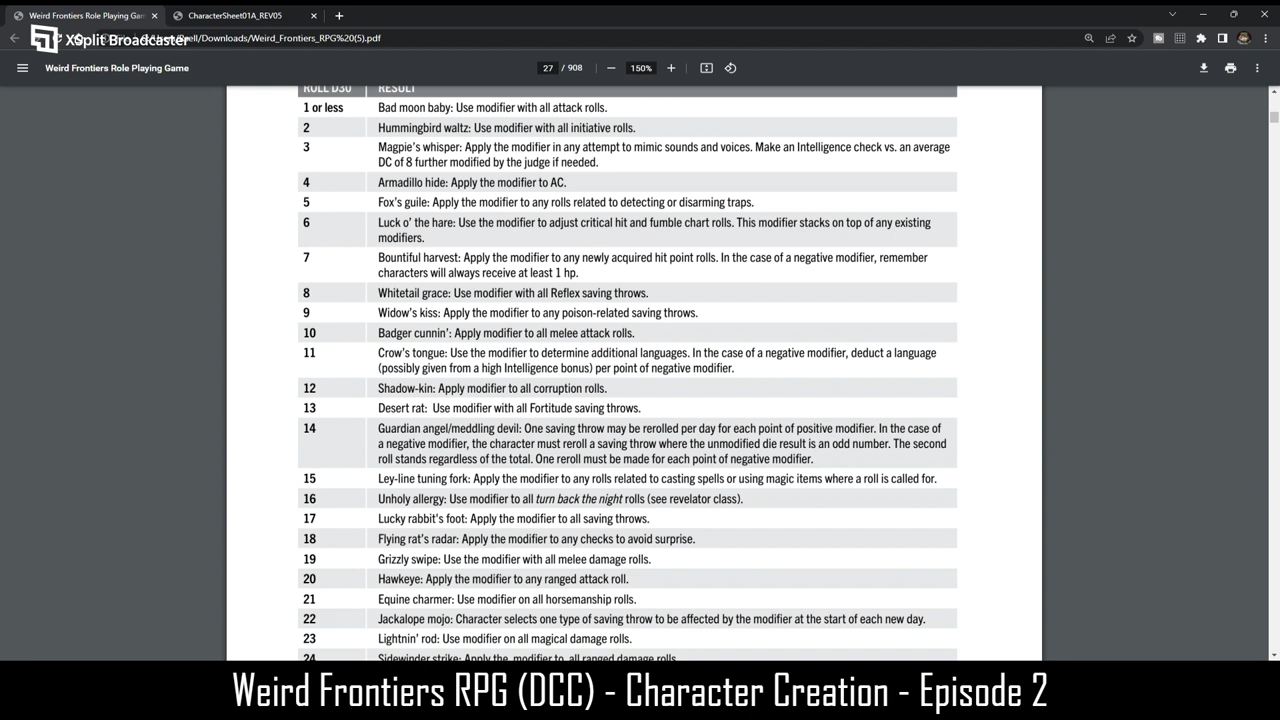 Weird Frontiers Role Playing Gam
CharacterSheet01A_REV05
XSplit Broadcaster
/Downloads/Weird_Frontiers_RPG%20(5).pdf
Weird Frontiers Role Playing Game
27 / 908
150%
ROLL D30 RESULT
1 or less Bad moon baby: Use modifier with all attack rolls.
2 Hummingbird waltz: Use modifier with all initiative rolls.
3 Magpie's whisper: Apply the modifier in any attempt to mimic sounds and voices. Make an Intelligence check vs. an average
DC of 8 further modified by the judge if needed.
4 Armadillo hide: Apply the modifier to AC.
5 Fox's guile: Apply the modifier to any rolls related to detecting or disarming traps.
6 Luck o' the hare: Use the modifier to adjust critical hit and fumble chart rolls. This modifier stacks on top of any existing
modifiers.
7 Bountiful harvest: Apply the modifier to any newly acquired hit point rolls. In the case of a negative modifier, remember
characters will always receive at least 1 hp.
8 Whitetail grace: Use modifier with all Reflex saving throws.
9 Widow's kiss: Apply the modifier to any poison-related saving throws.
10 Badger cunnin': Apply modifier to all melee attack rolls.
11 Crow's tongue: Use the modifier to determine additional languages. In the case of a negative modifier, deduct a language
(possibly given from a high Intelligence bonus) per point of negative modifier.
12 Shadow-kin: Apply modifier to all corruption rolls.
13 Desert rat: Use modifier with all Fortitude saving throws.
14 Guardian angel/meddling devil: One saving throw may be rerolled per day for each point of positive modifier. In the case of
a negative modifier, the character must reroll a saving throw where the unmodified die result is an odd number. The second
roll stands regardless of the total. One reroll must be made for each point of negative modifier.
15 Ley-line tuning fork: Apply the modifier to any rolls related to casting spells or using magic items where a roll is called for.
16 Unholy allergy: Use modifier to all turn back the night rolls (see revelator class).
17 Lucky rabbit's foot: Apply the modifier to all saving throws.
18 Flying rat's radar: Apply the modifier to any checks to avoid surprise.
19 Grizzly swipe: Use the modifier with all melee damage rolls.
20 Hawkeye: Apply the modifier to any ranged attack roll.
21 Equine charmer: Use modifier on all horsemanship rolls.
22 Jackalope mojo: Character selects one type of saving throw to be affected by the modifier at the start of each new day.
23 Lightnin' rod: Use modifier on all magical damage rolls.
24 Sidewinder strike: Apply the modifier to all ranged damage rolls
Weird Frontiers RPG (DCC) - Character Creation - Episode 2